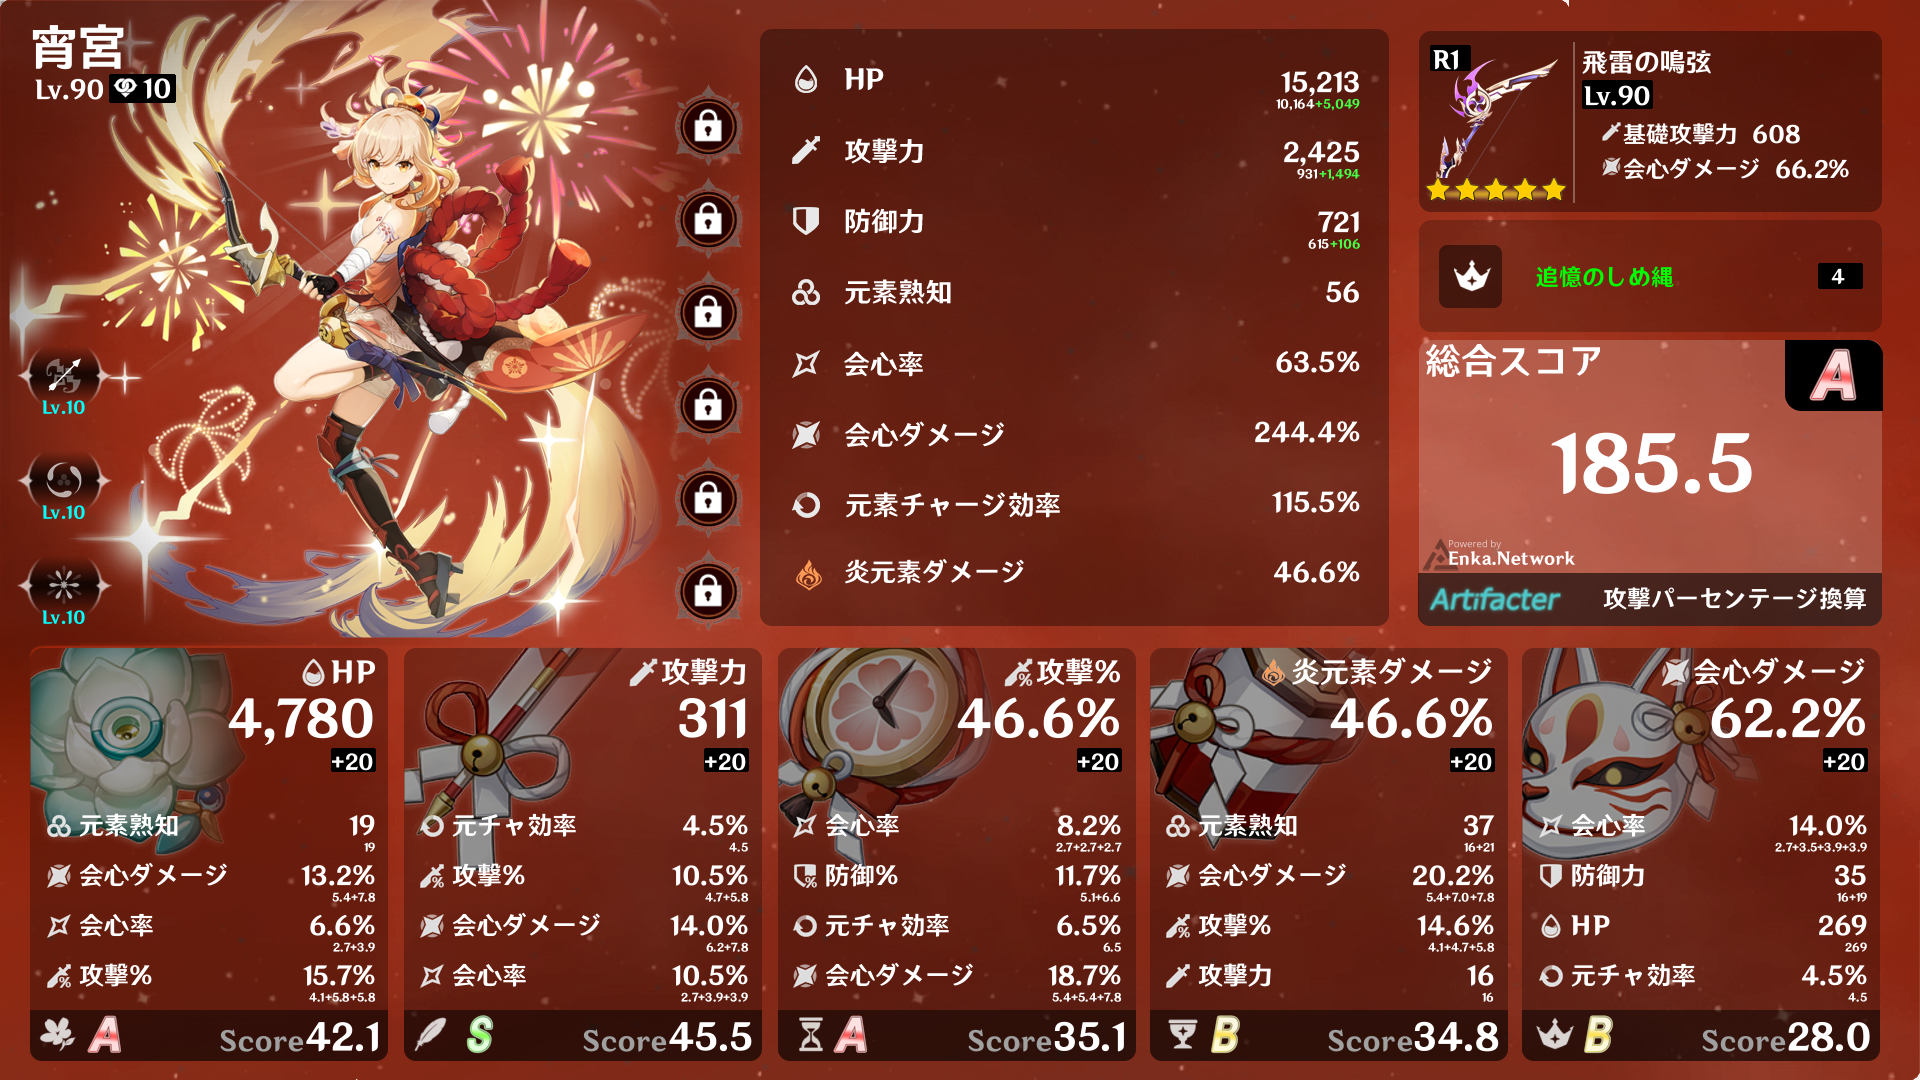 宵宮
Lv.90 10
Lv.10
Lv.10
Lv.10
HP 15,213
10,164+5,049
攻撃力 2,425
931+1,494
防御力 721
615+106
元素熟知 56
会心率 63.5%
会心ダメージ 244.4%
元素チャージ効率 115.5%
炎元素ダメージ 46.6%
R1
飛雷の鳴弦
Lv.90
基礎攻撃力 608
会心ダメージ 66.2%
追憶のしめ縄 4
総合スコア A
185.5
Powered by
Enka.Network
Artifacter 攻撃パーセンテージ換算
HP
4,780
+20
元素熟知 19
19
会心ダメージ 13.2%
5.4+7.8
会心率 6.6%
2.7+3.9
攻撃% 15.7%
4.1+5.8+5.8
A Score42.1
攻撃力
311
+20
元チャ効率 4.5%
4.5
攻撃% 10.5%
4.7+5.8
会心ダメージ 14.0%
6.2+7.8
会心率 10.5%
2.7+3.9+3.9
S Score45.5
攻撃%
46.6%
+20
会心率 8.2%
2.7+2.7+2.7
防御% 11.7%
5.1+6.6
元チャ効率 6.5%
6.5
会心ダメージ 18.7%
5.4+5.4+7.8
A Score35.1
炎元素ダメージ
46.6%
+20
元素熟知 37
16+21
会心ダメージ 20.2%
5.4+7.0+7.8
攻撃% 14.6%
4.1+4.7+5.8
攻撃力 16
16
B Score34.8
会心ダメージ
62.2%
+20
会心率 14.0%
2.7+3.5+3.9+3.9
防御力 35
16+19
HP 269
269
元チャ効率 4.5%
4.5
B Score28.0